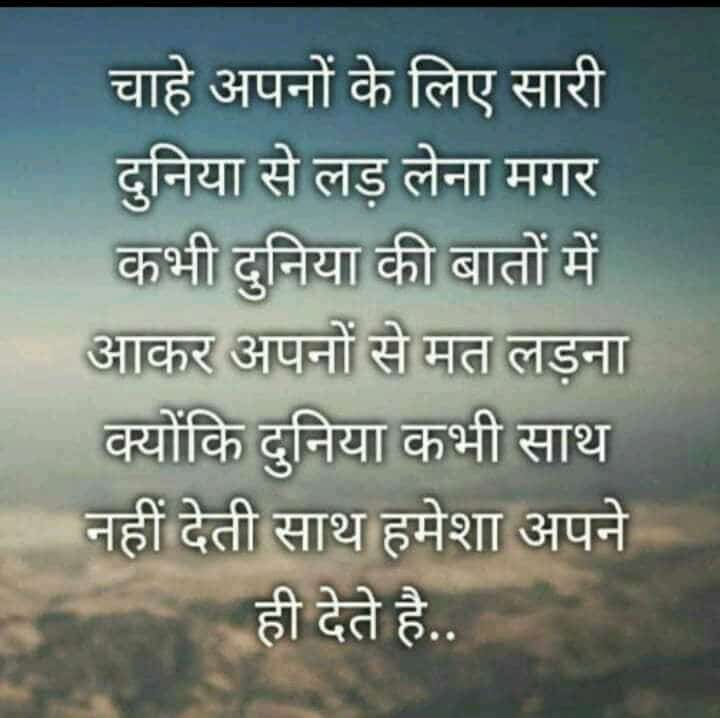 चाहे अपनों के लिए सारी
दुनिया से लड़ लेना मगर
कभी दुनिया की बातों में
आकर अपनों से मत लड़ना
क्योंकि दुनिया कभी साथ
नहीं देती साथ हमेशा अपने
ही देते है..